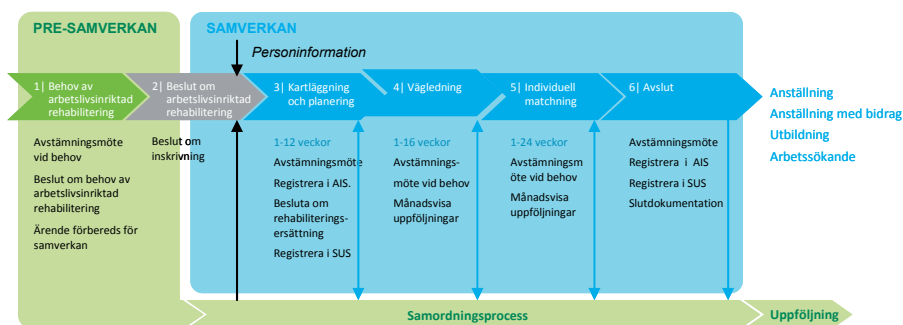 PRE-SAMVERKAN
SAMVERKAN
Personinformation
1| Behov av
arbetslivsinriktad
rehabilitering
2| Beslut om
arbetslivsinriktad
rehabilitering
3| Kartläggning
och planering
4| Vägledning
5| Individuell
matchning
6| Avslut
Anställning
Anställning med bidrag
Utbildning
Arbetssökande
Avstämningsmöte
vid behov
Beslut om behov av
arbetslivsinriktad
rehabilitering
Ärende förbereds för
samverkan
Beslut om
inskrivning
1-12 veckor
Avstämningsmöte
Registrera i AIS.
Besluta om
rehabiliterings-
ersättning
Registrera i SUS
1-16 veckor
Avstämnings-
möte vid behov
Månadsvisa
uppföljningar
1-24 veckor
Avstämningsm
öte vid behov
Månadsvisa
uppföljningar
Avstämningsmöte
Registrera i AIS
Registrera i SUS
Slutdokumentation
Samordningsprocess
Uppföljning